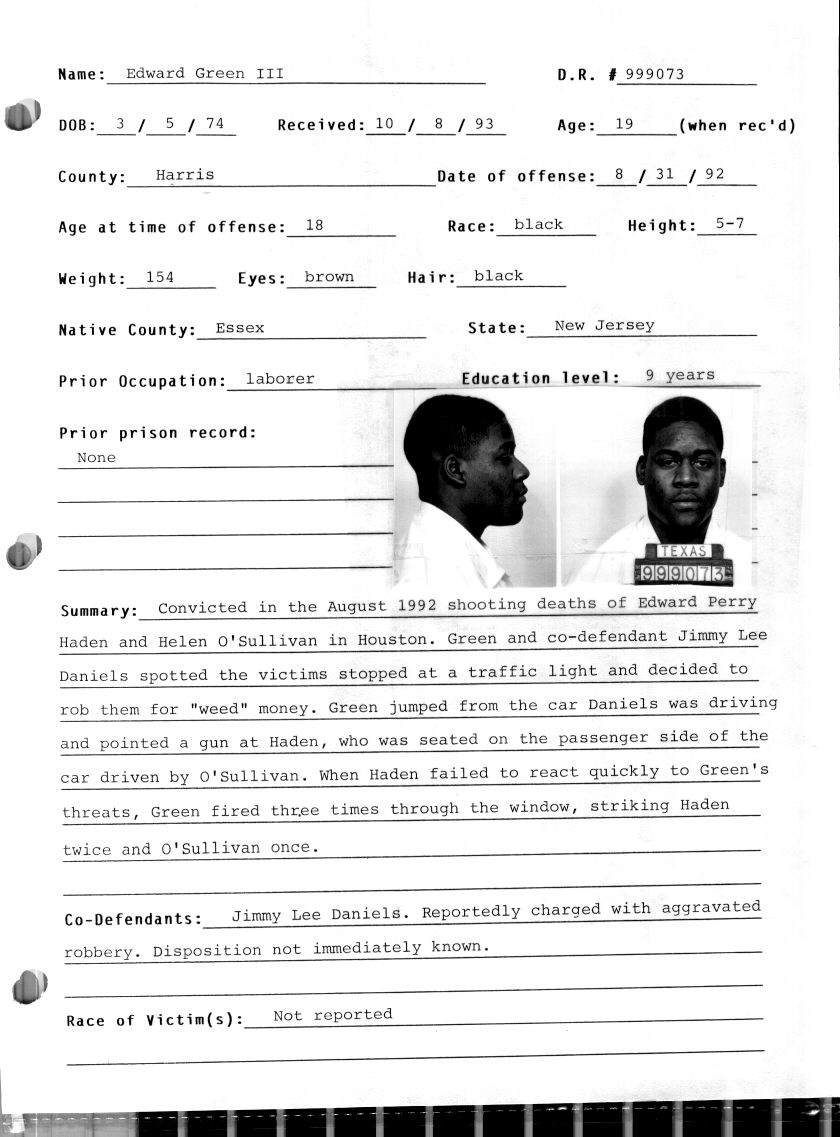 Name: Edward Green III D.R. # 999073
DOB: 3 / 5 / 74 Received: 10 / 8 / 93 Age: 19 (when rec'd)
County: Harris Date of offense: 8 / 31 / 92
Age at time of offense: 18 Race: black Height: 5-7
Weight: 154 Eyes: brown Hair: black
Native County: Essex State: New Jersey
Prior Occupation: laborer Education level: 9 years
Prior prison record:
None
TEXAS
999073
Summary: Convicted in the August 1992 shooting deaths of Edward Perry
Haden and Helen O'Sullivan in Houston. Green and co-defendant Jimmy Lee
Daniels spotted the victims stopped at a traffic light and decided to
rob them for "weed" money. Green jumped from the car Daniels was driving
and pointed a gun at Haden, who was seated on the passenger side of the
car driven by O'Sullivan. When Haden failed to react quickly to Green's
threats, Green fired three times through the window, striking Haden
twice and O'Sullivan once.
Co-Defendants: Jimmy Lee Daniels. Reportedly charged with aggravated
robbery. Disposition not immediately known.
Race of Victim(s): Not reported